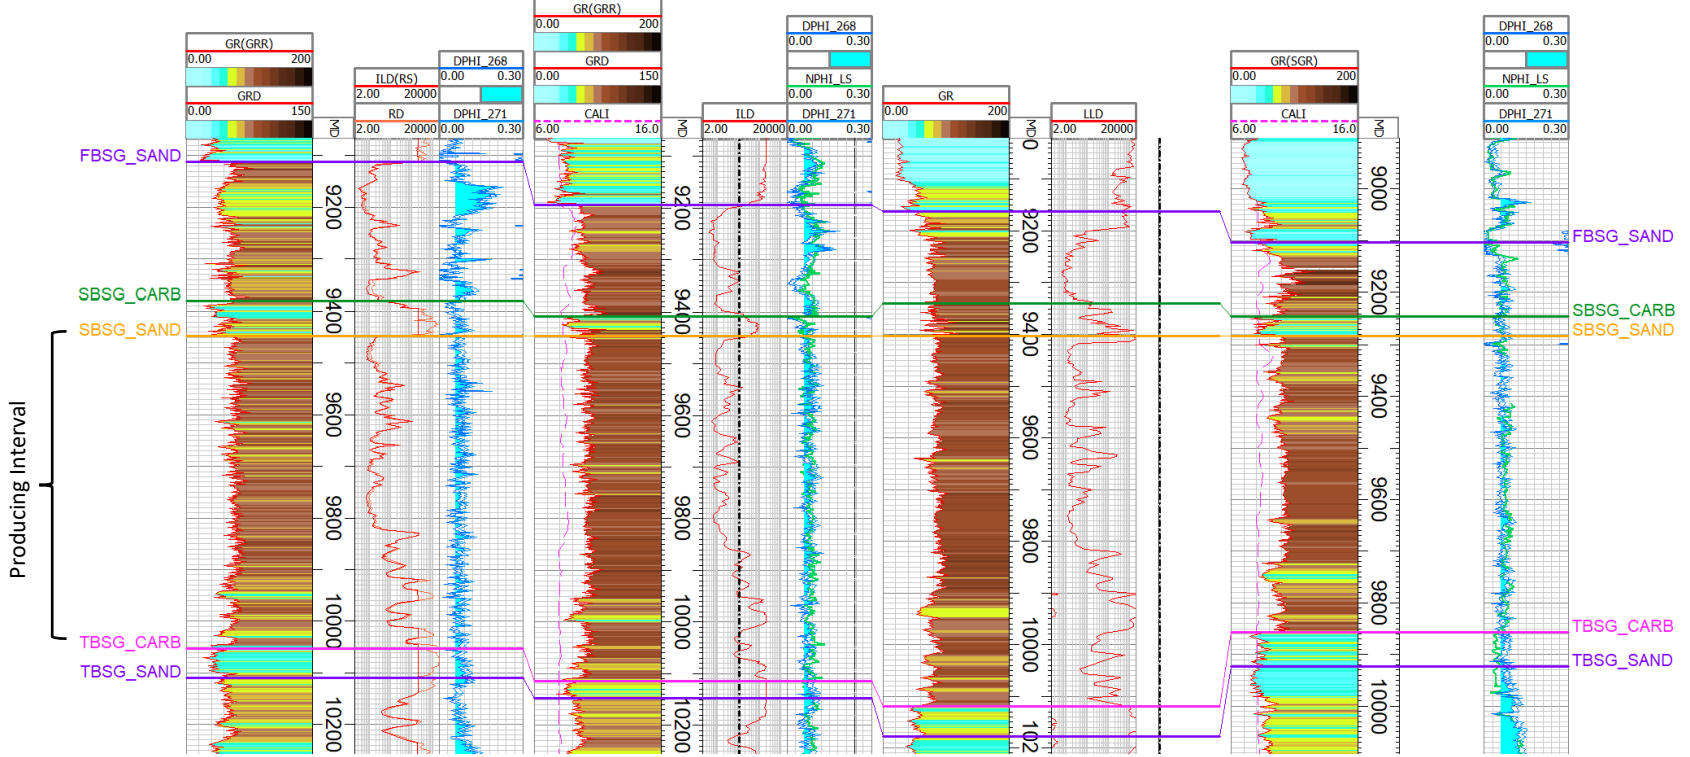 GR(GRR)
0.00 200
GRD
0.00 150
ILD(RS)
2.00 20000
RD
2.00 20000
DPHI_268
0.00 0.30
DPHI_271
0.00 0.30
MD
GR(GRR)
0.00 200
GRD
0.00 150
CALI
6.00 16.0
MD
ILD
2.00 20000
DPHI_268
0.00 0.30
NPHI_LS
0.00 0.30
DPHI_271
0.00 0.30
GR
0.00 200
MD
LLD
2.00 20000
GR(SGR)
0.00 200
CALI
6.00 16.0
MD
DPHI_268
0.00 0.30
NPHI_LS
0.00 0.30
DPHI_271
0.00 0.30
FBSG_SAND
SBSG_CARB
SBSG_SAND
Producing Interval
TBSG_CARB
TBSG_SAND
9200
9400
9600
9800
10000
10200
9200
9400
9600
9800
10000
10200
00
9200
9400
9600
9800
10000
102
9000
9200
9400
9600
9800
10000
FBSG_SAND
SBSG_CARB
SBSG_SAND
TBSG_CARB
TBSG_SAND